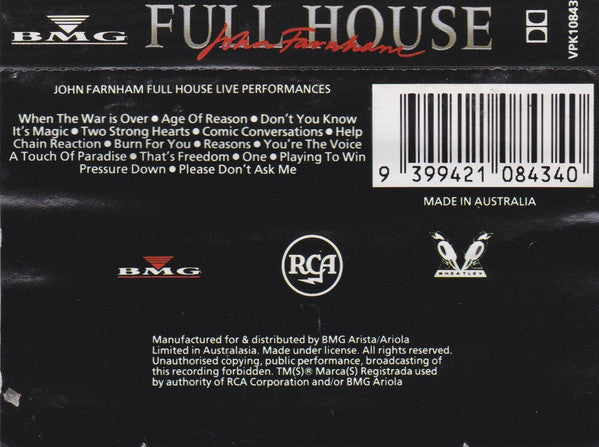 BMG
FULL HOUSE
John Farnham
VPK10843
JOHN FARNHAM FULL HOUSE LIVE PERFORMANCES
When The War is Over ● Age Of Reason ● Don't You Know
It's Magic ● Two Strong Hearts ● Comic Conversations ● Help
Chain Reaction ● Burn For You ● Reasons ● You're The Voice
A Touch Of Paradise ● That's Freedom ● One ● Playing To Win
Pressure Down ● Please Don't Ask Me
9 399421 084340
MADE IN AUSTRALIA
BMG
RCA
WHEATLEY
Manufactured for & distributed by BMG Arista/Ariola
Limited in Australasia. Made under license. All rights reserved.
Unauthorised copying, public performance, broadcasting of
this recording forbidden. TM(S)® Marca(S) Registrada used
by authority of RCA Corporation and/or BMG Ariola